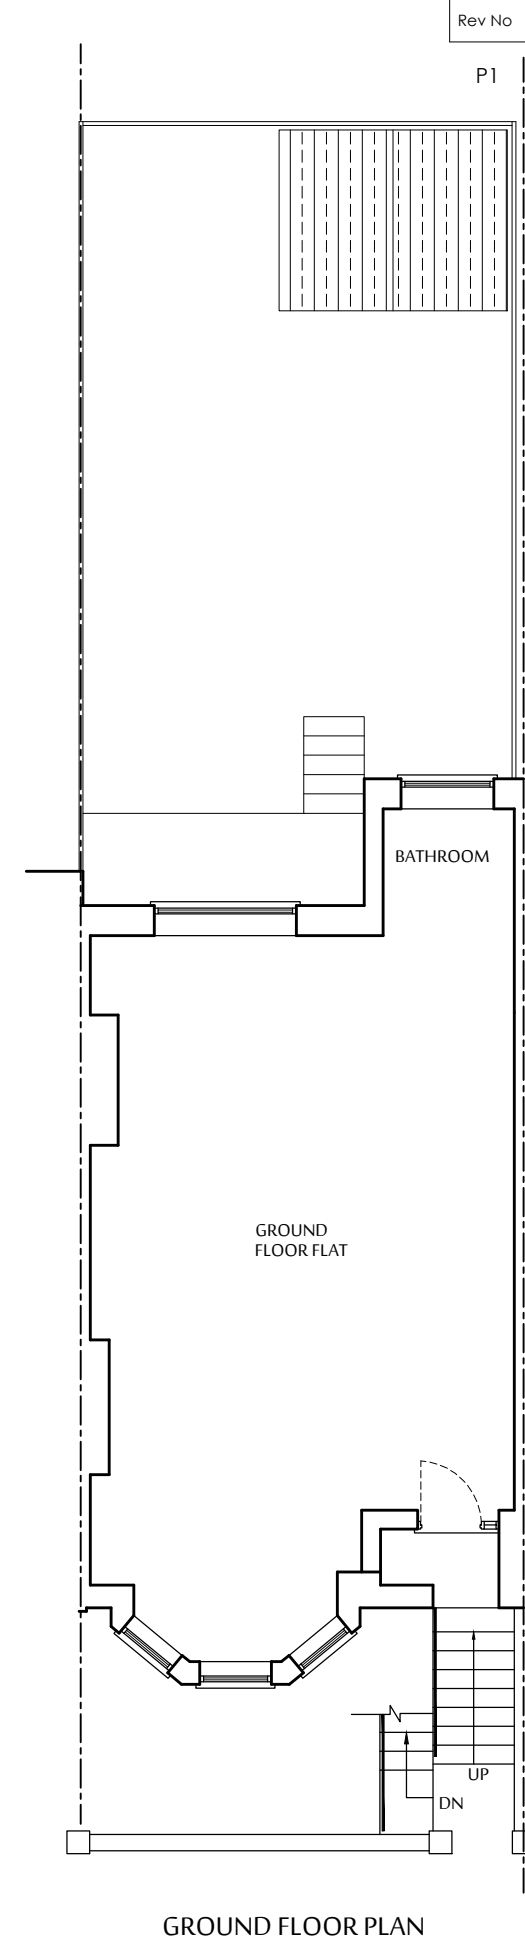 Rev No
P1
BATHROOM
GROUND
FLOOR FLAT
UP
DN
GROUND FLOOR PLAN